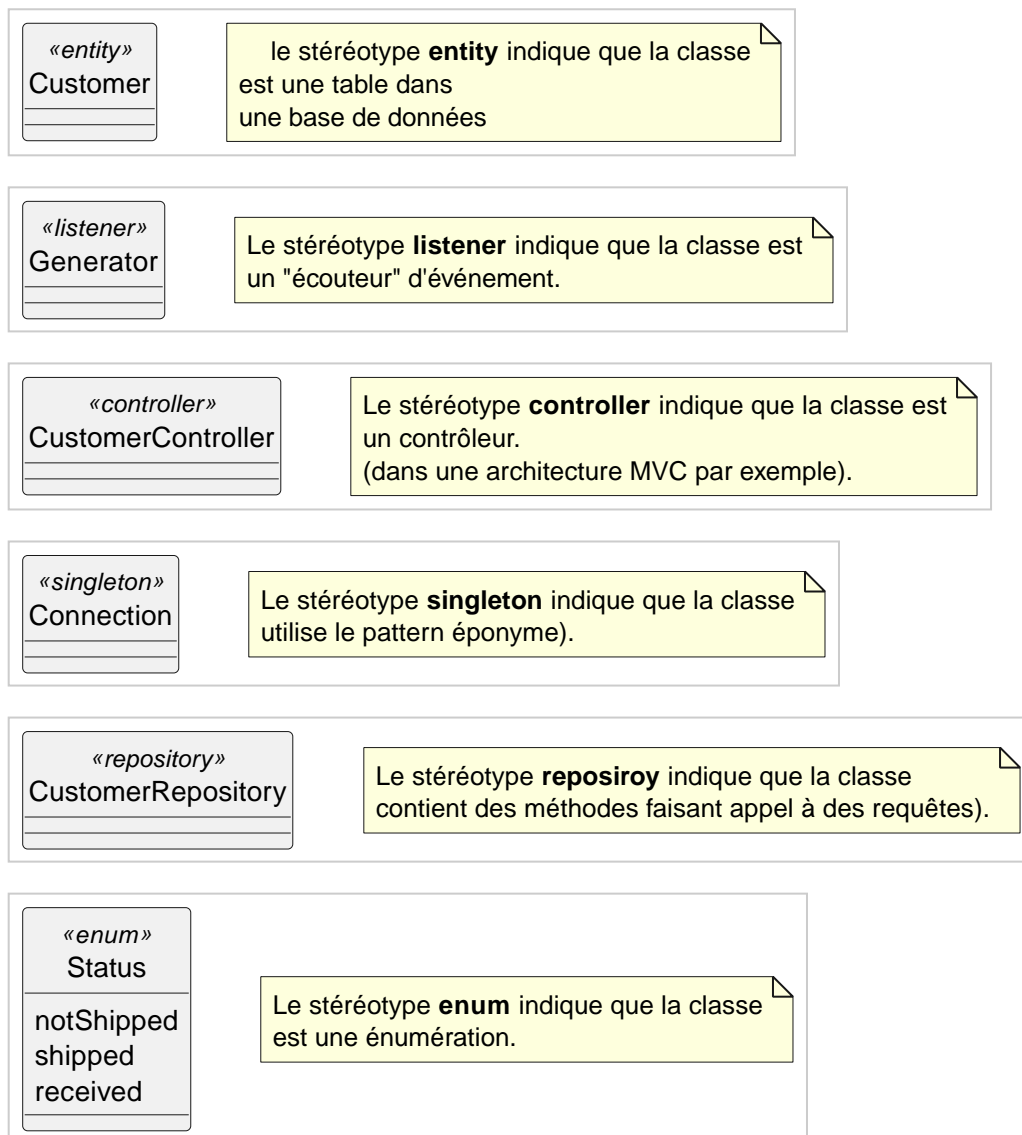 «entity»
Customer
le stéréotype entity indique que la classe
est une table dans
une base de données
«listener»
Generator
Le stéréotype listener indique que la classe est
un "écouteur" d'événement.
«controller»
CustomerController
Le stéréotype controller indique que la classe est
un contrôleur.
(dans une architecture MVC par exemple).
«singleton»
Connection
Le stéréotype singleton indique que la classe
utilise le pattern éponyme).
«repository»
CustomerRepository
Le stéréotype reposiroy indique que la classe
contient des méthodes faisant appel à des requêtes).
«enum»
Status
notShipped
shipped
received
Le stéréotype enum indique que la classe
est une énumération.